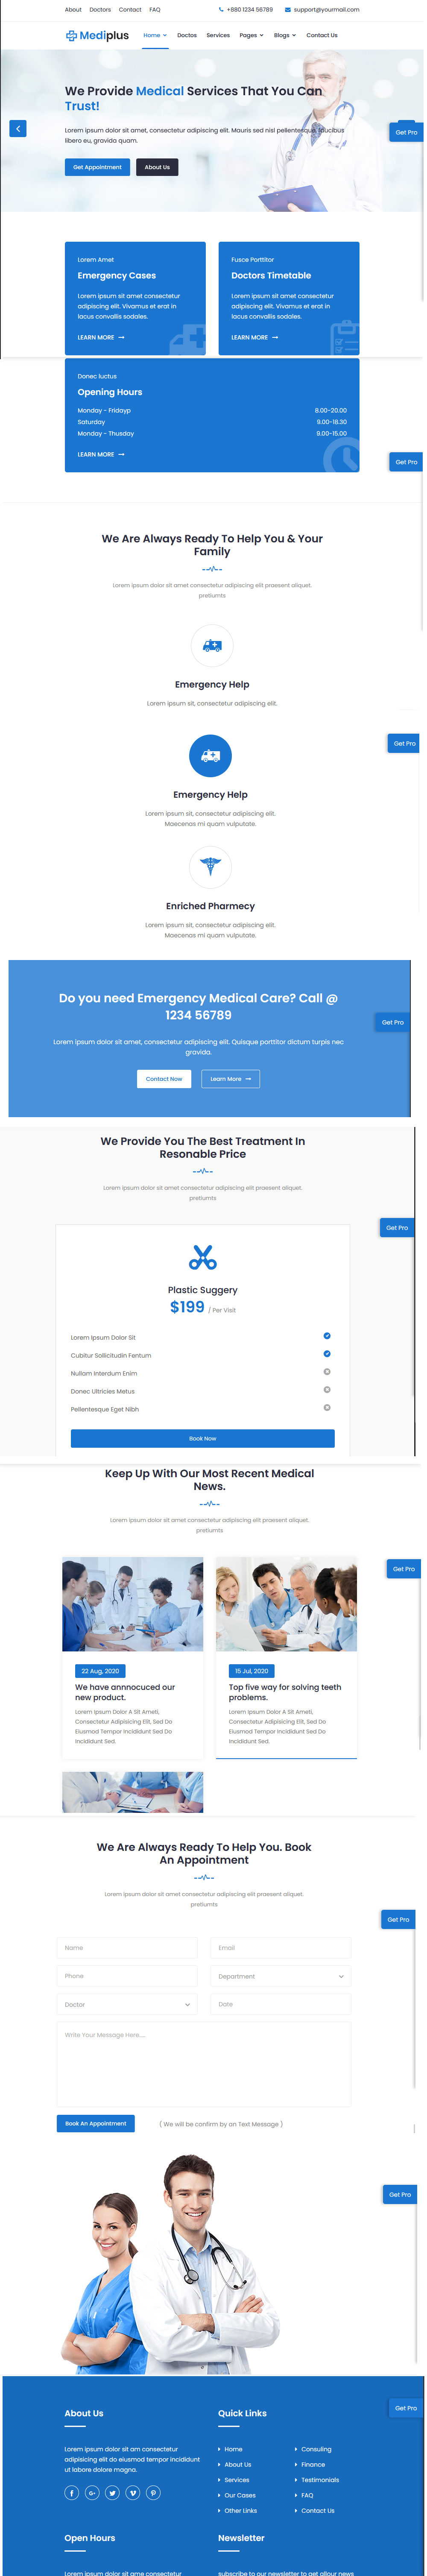 About Doctors Contact FAQ
+880 1234 56789 support@yourmail.com
Mediplus
Home Doctos Services Pages Blogs Contact Us
We Provide Medical Services That You Can
Trust!
Lorem ipsum dolor sit amet, consectetur adipiscing elit. Mauris sed nisl pellentesque, faucibus
libero eu, gravida quam.
Get Pro
Get Appointment
About Us
Lorem Amet
Emergency Cases
Lorem ipsum sit amet consectetur
adipiscing elit. Vivamus et erat in
lacus convallis sodales.
LEARN MORE
Fusce Porttitor
Doctors Timetable
Lorem ipsum sit amet consectetur
adipiscing elit. Vivamus et erat in
lacus convallis sodales.
LEARN MORE
Donec luctus
Opening Hours
Monday - Fridayp 8.00-20.00
Saturday 9.00-18.30
Monday - Thusday 9.00-15.00
LEARN MORE
Get Pro
We Are Always Ready To Help You & Your
Family
Lorem ipsum dolor sit amet consectetur adipiscing elit praesent aliquet.
pretiumts
Emergency Help
Lorem ipsum sit, consectetur adipiscing elit.
Get Pro
Emergency Help
Lorem ipsum sit, consectetur adipiscing elit.
Maecenas mi quam vulputate.
Enriched Pharmecy
Lorem ipsum sit, consectetur adipiscing elit.
Maecenas mi quam vulputate.
Do you need Emergency Medical Care? Call @
1234 56789
Get Pro
Lorem ipsum dolor sit amet, consectetur adipiscing elit. Quisque porttitor dictum turpis nec
gravida.
Contact Now
Learn More
We Provide You The Best Treatment In
Resonable Price
Lorem ipsum dolor sit amet consectetur adipiscing elit praesent aliquet.
pretiumts
Get Pro
Plastic Suggery
$199 / Per Visit
Lorem Ipsum Dolor Sit
Cubitur Sollicitudin Fentum
Nullam Interdum Enim
Donec Ultricies Metus
Pellentesque Eget Nibh
Book Now
Keep Up With Our Most Recent Medical
News.
Lorem ipsum dolor sit amet consectetur adipiscing elit praesent aliquet.
pretiumts
Get Pro
22 Aug, 2020
We have annnocuced our
new product.
Lorem Ipsum Dolor A Sit Ameti,
Consectetur Adipisicing Elit, Sed Do
Eiusmod Tempor Incididunt Sed Do
Incididunt Sed.
15 Jul, 2020
Top five way for solving teeth
problems.
Lorem Ipsum Dolor A Sit Ameti,
Consectetur Adipisicing Elit, Sed Do
Eiusmod Tempor Incididunt Sed Do
Incididunt Sed.
We Are Always Ready To Help You. Book
An Appointment
Lorem ipsum dolor sit amet consectetur adipiscing elit praesent aliquet.
pretiumts
Get Pro
Name
Email
Phone
Department
Doctor
Date
Write Your Message Here.....
Book An Appointment
( We will be confirm by an Text Message )
Get Pro
Get Pro
About Us
Lorem ipsum dolor sit am consectetur
adipisicing elit do eiusmod tempor incididunt
ut labore dolore magna.
Quick Links
Home
About Us
Services
Our Cases
Other Links
Consuling
Finance
Testimonials
FAQ
Contact Us
Open Hours
Lorem ipsum dolor sit ame consectetur
Newsletter
subscribe to our newsletter to get allour news